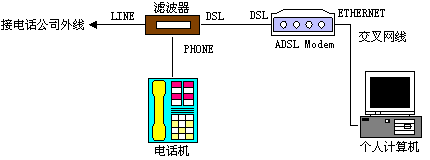 滤波器
接电话公司外线
LINE
DSL
DSL
ETHERNET
PHONE
ADSL Modem
交叉网线
电话机
个人计算机